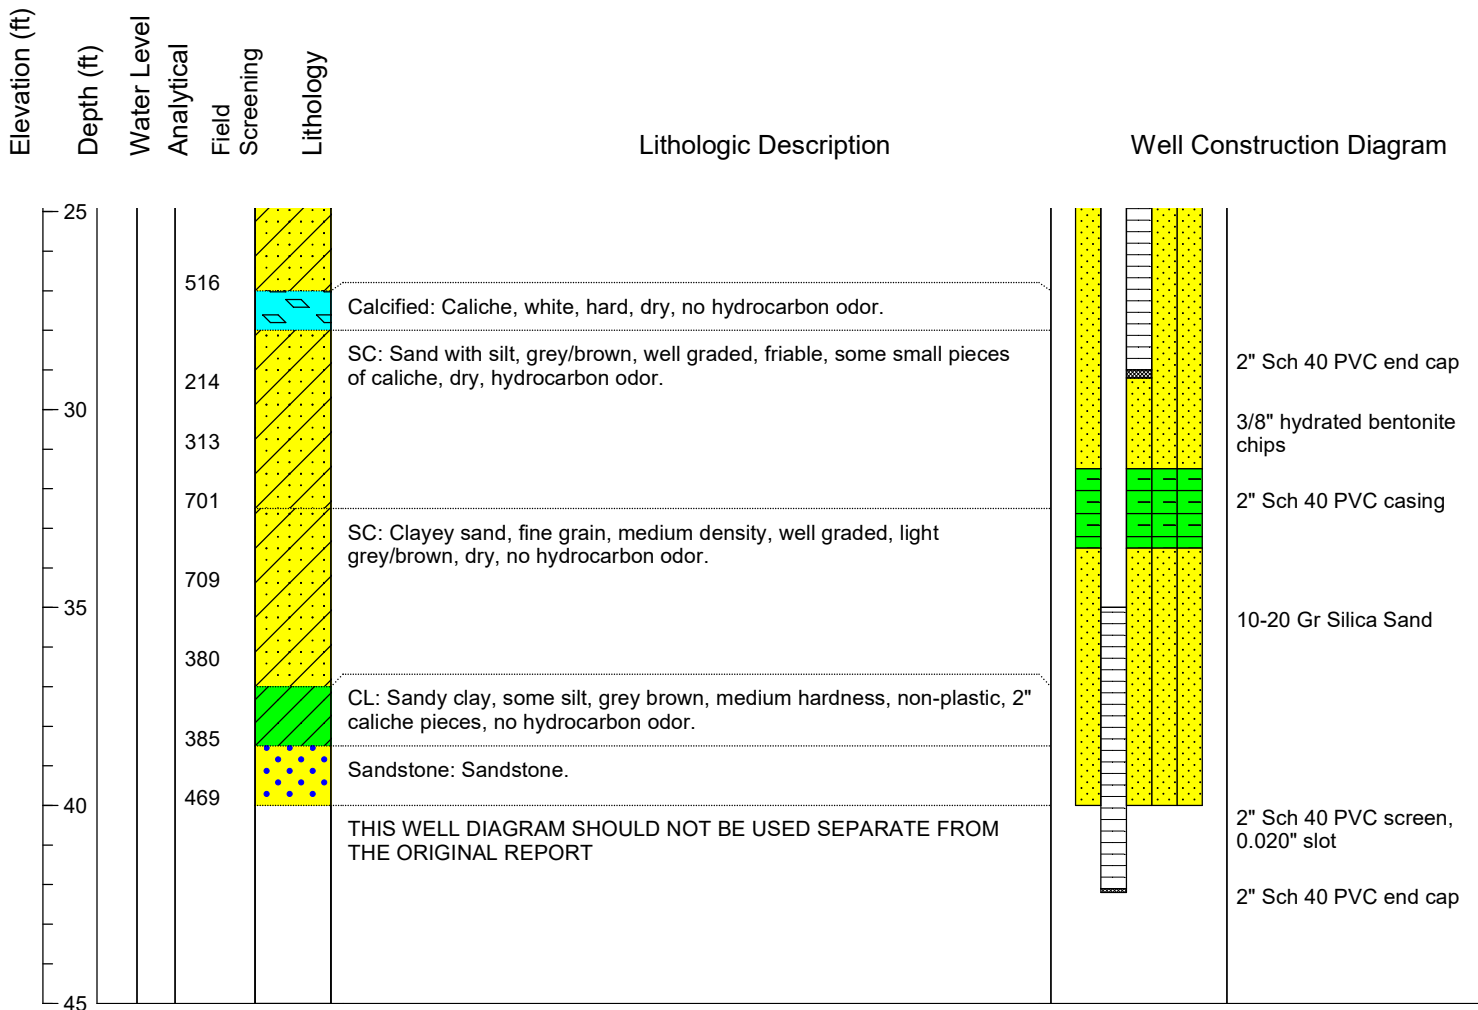 Elevation (ft)
Depth (ft)
Water Level
Analytical
Field
Screening
Lithology
Lithologic Description
Well Construction Diagram
25
516
Calcified: Caliche, white, hard, dry, no hydrocarbon odor.
SC: Sand with silt, grey/brown, well graded, friable, some small pieces
of caliche, dry, hydrocarbon odor.
2" Sch 40 PVC end cap
214
30
3/8" hydrated bentonite
chips
313
701
2" Sch 40 PVC casing
SC: Clayey sand, fine grain, medium density, well graded, light
grey/brown, dry, no hydrocarbon odor.
709
35
10-20 Gr Silica Sand
380
CL: Sandy clay, some silt, grey brown, medium hardness, non-plastic, 2"
caliche pieces, no hydrocarbon odor.
385
Sandstone: Sandstone.
469
40
2" Sch 40 PVC screen,
0.020" slot
THIS WELL DIAGRAM SHOULD NOT BE USED SEPARATE FROM
THE ORIGINAL REPORT
2" Sch 40 PVC end cap
45